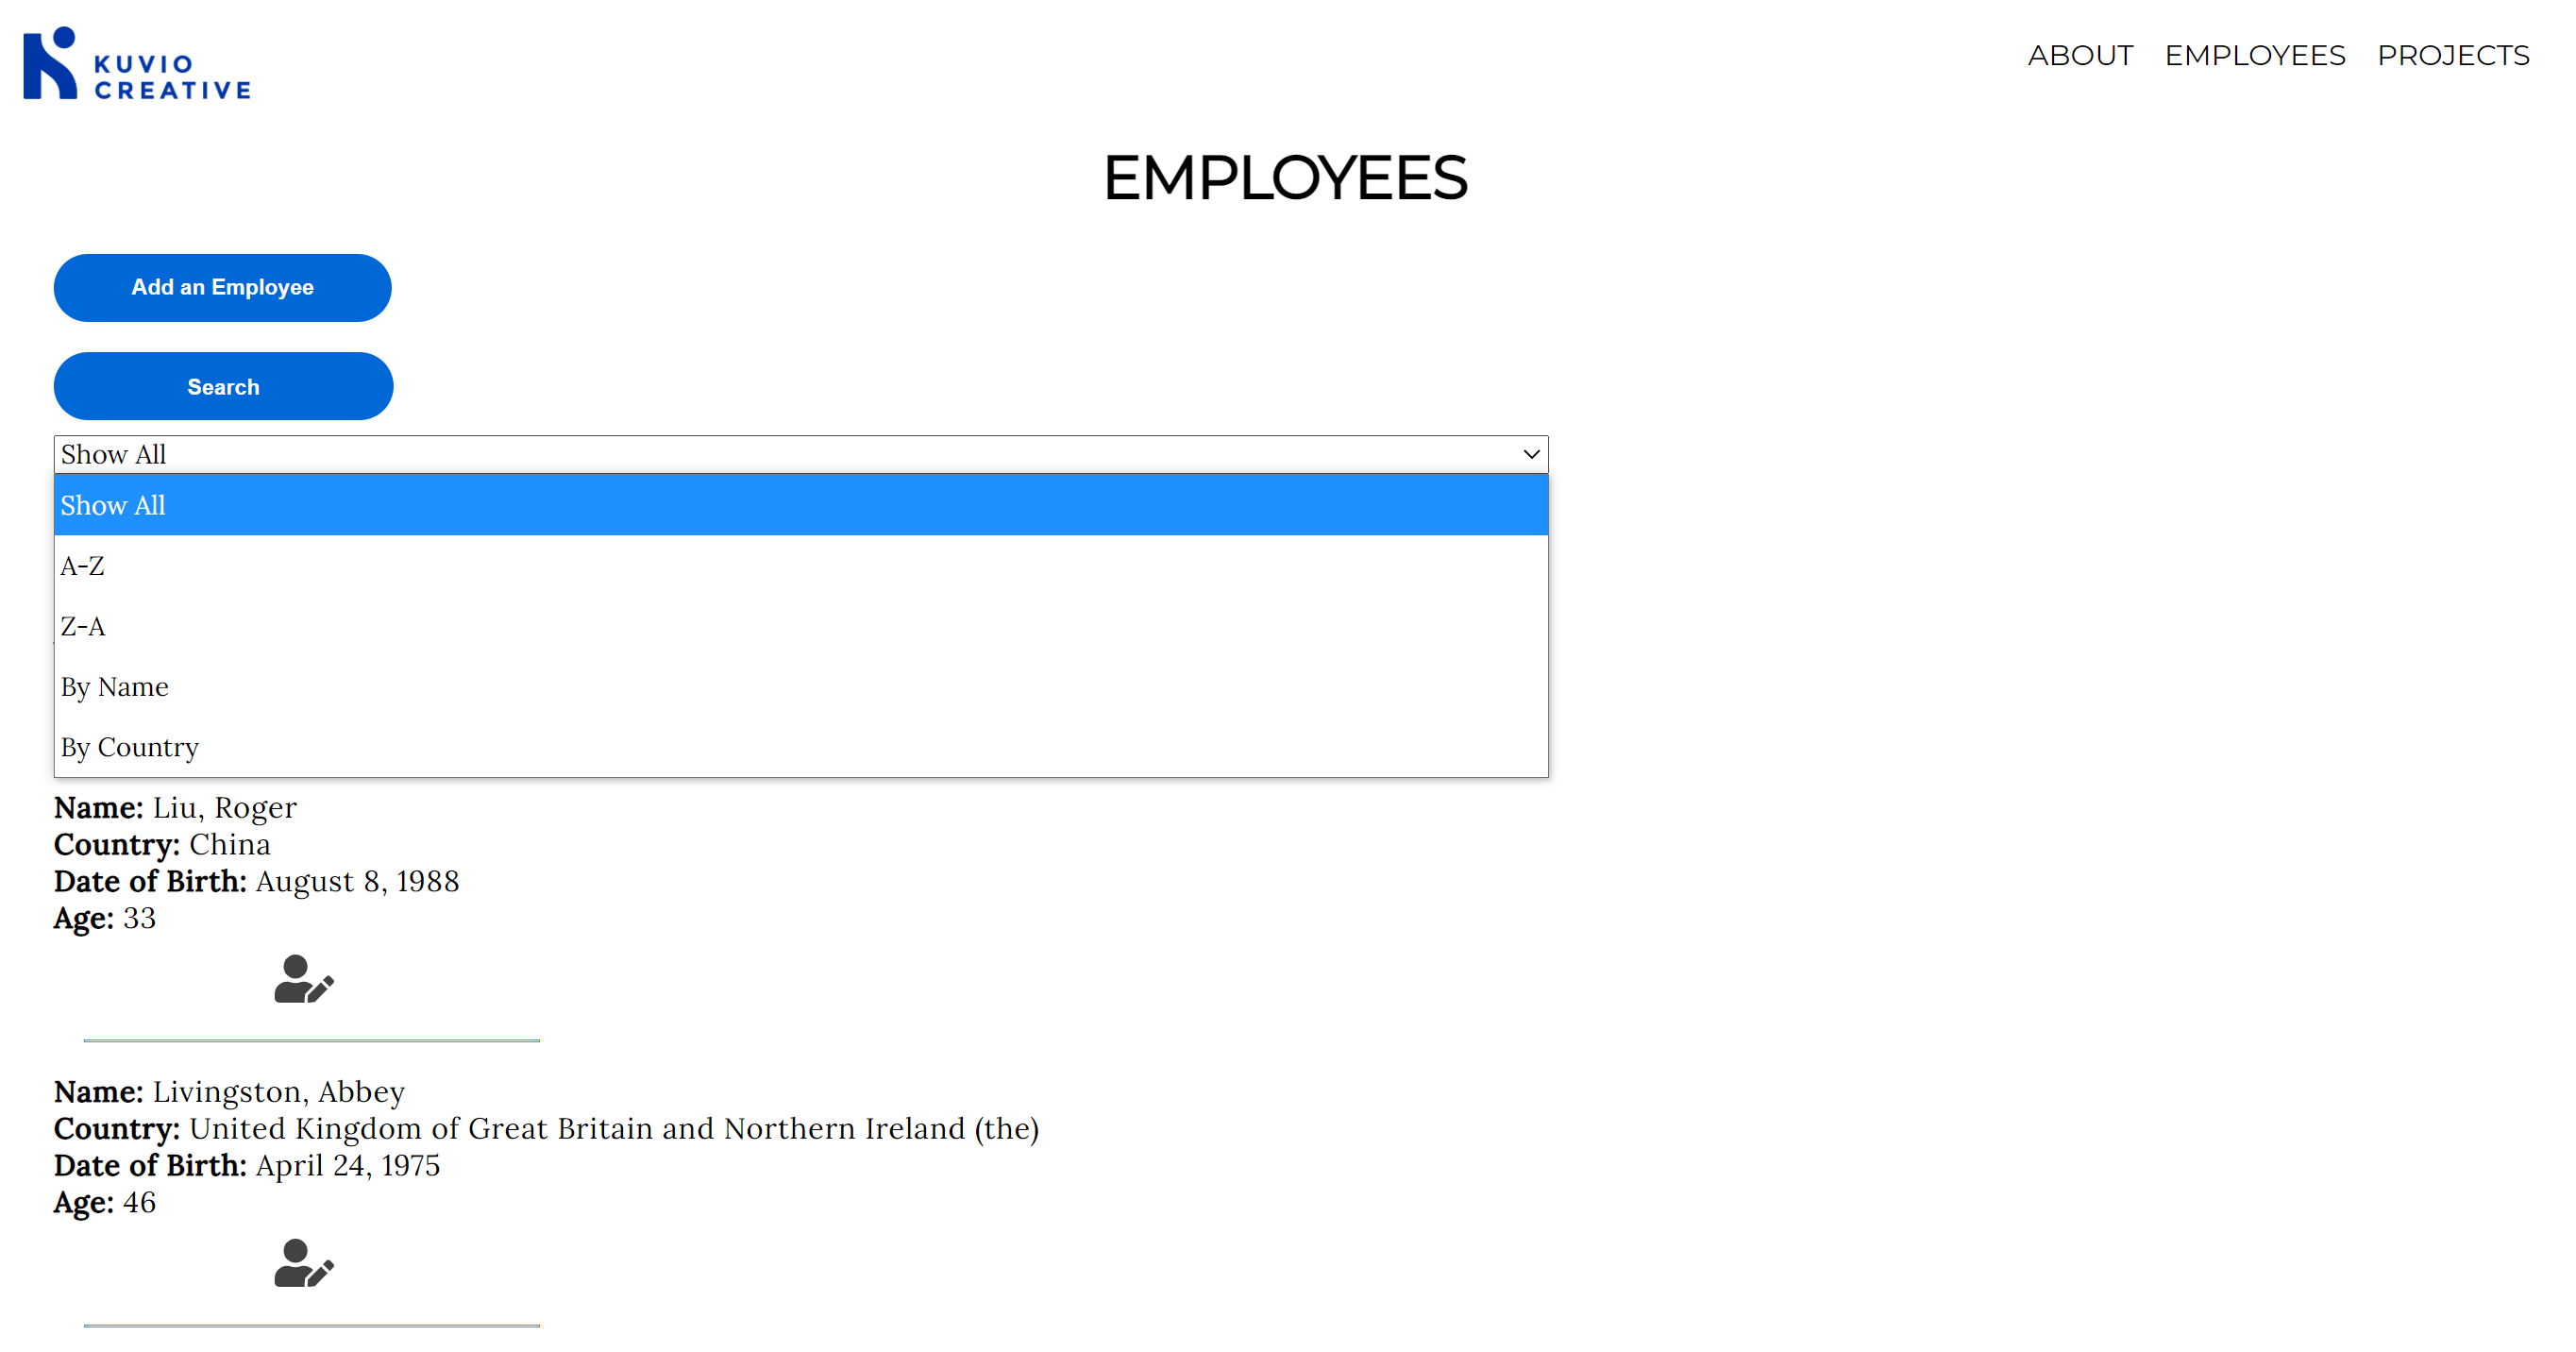 KUVIO
CREATIVE
ABOUT EMPLOYEES PROJECTS
EMPLOYEES
Add an Employee
Search
Show All
Show All
A-Z
Z-A
By Name
By Country
Name: Liu, Roger
Country: China
Date of Birth: August 8, 1988
Age: 33
Name: Livingston, Abbey
Country: United Kingdom of Great Britain and Northern Ireland (the)
Date of Birth: April 24, 1975
Age: 46